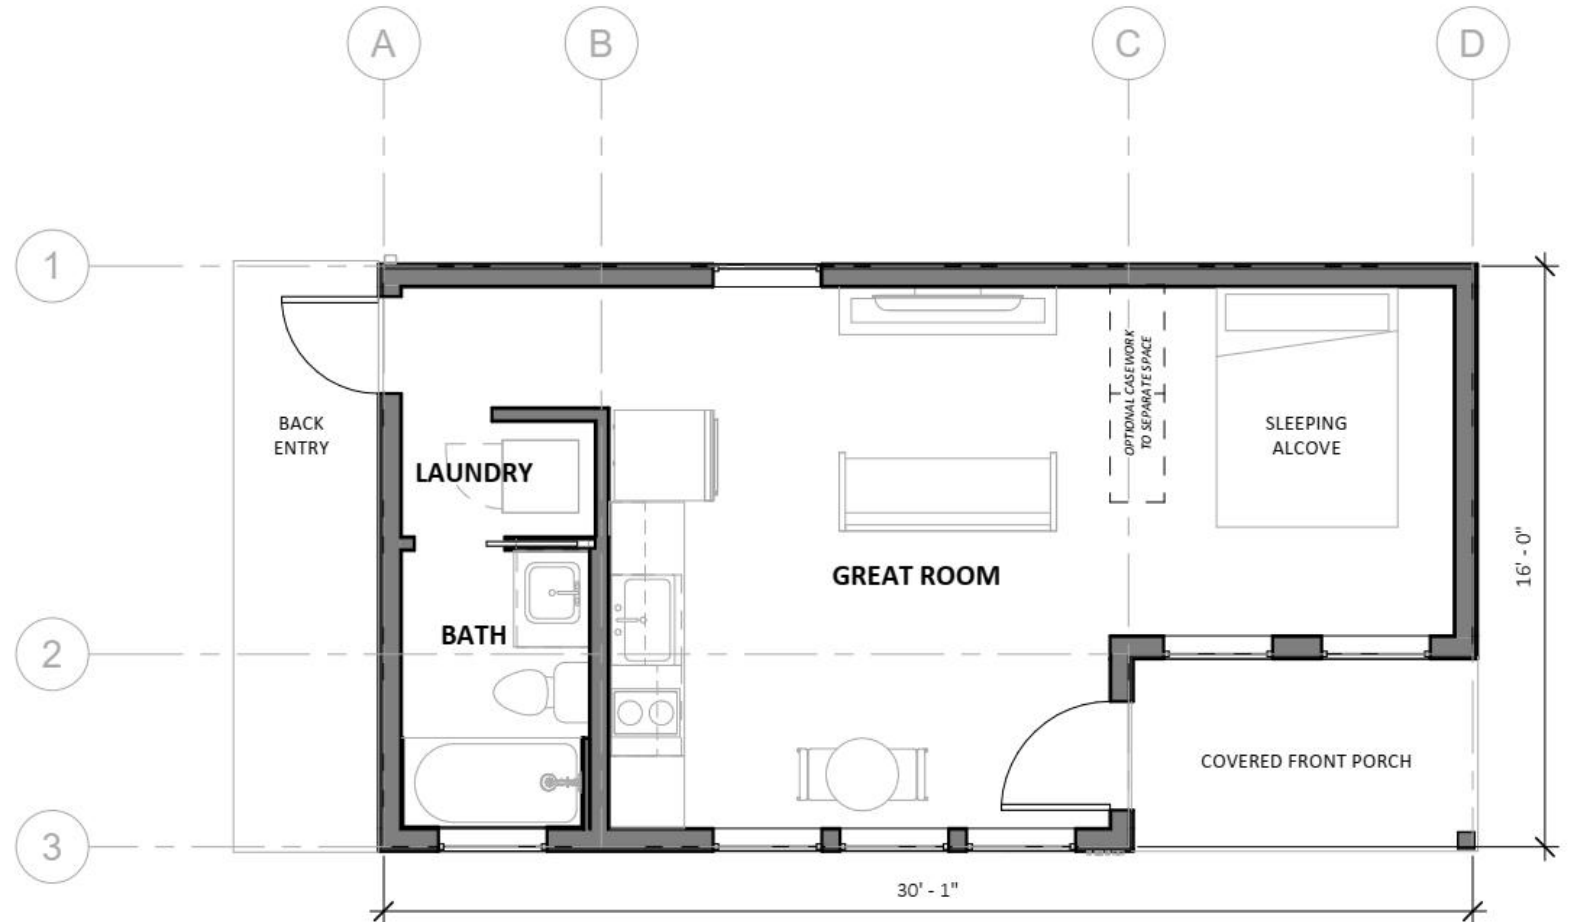 A
B
C
D
1
2
3
BACK
ENTRY
LAUNDRY
BATH
GREAT ROOM
OPTIONAL CASEWORK
TO SEPARATE SPACE
SLEEPING
ALCOVE
COVERED FRONT PORCH
16' - 0"
30' - 1"